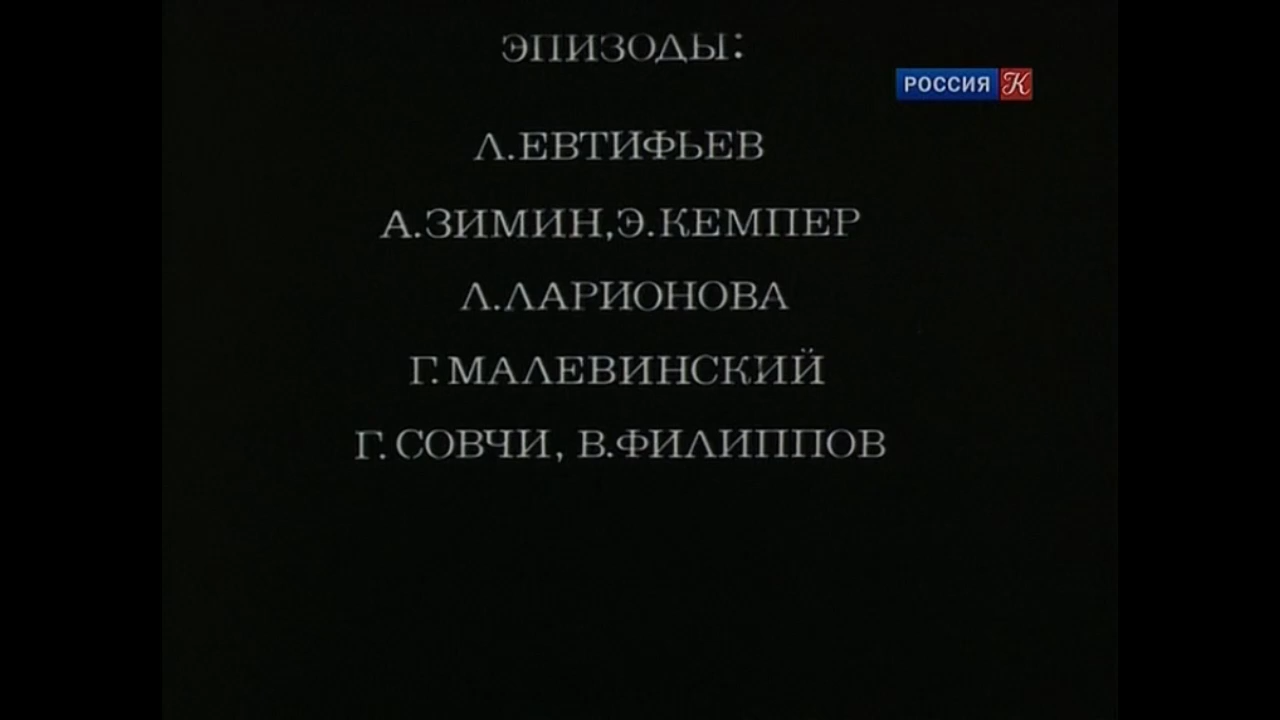 ЭПИЗОДЫ:
РОССИЯ К
Л.ЕВТИФЬЕВ
А.ЗИМИН,Э.КЕМПЕР
Л.ЛАРИОНОВА
Г.МАЛЕВИНСКИЙ
Г.СОВЧИ, В.ФИЛИППОВ